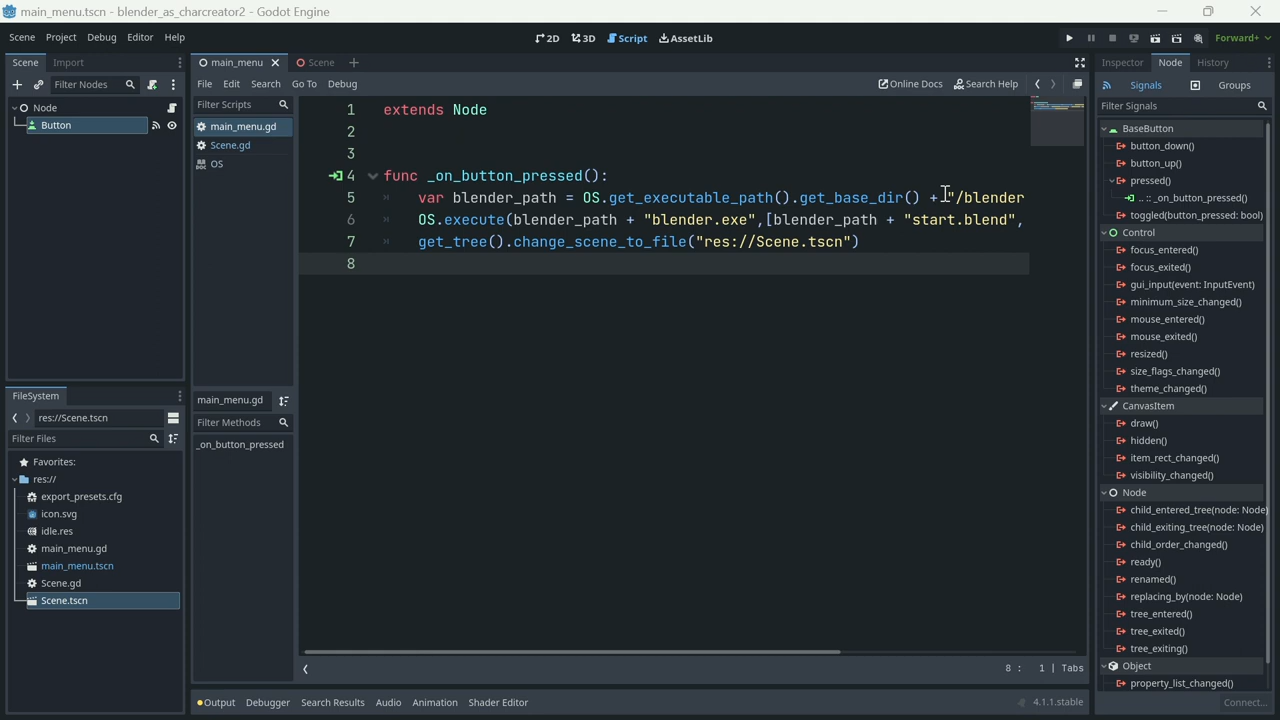 main_menu.tscn - blender_as_charcreator2 - Godot Engine
Scene Project Debug Editor Help
2D 3D Script AssetLib
Forward+
Scene Import
Filter Nodes
Node
Button
main_menu Scene
File Edit Search Go To Debug
Online Docs Search Help
Filter Scripts
main_menu.gd
Scene.gd
OS
main_menu.gd
Filter Methods
_on_button_pressed
1 extends Node
2
3
4 func _on_button_pressed():
5 var blender_path = OS.get_executable_path().get_base_dir() + "/blender
6 OS.execute(blender_path + "blender.exe",[blender_path + "start.blend",
7 get_tree().change_scene_to_file("res://Scene.tscn")
8
8 : 1 | Tabs
Output Debugger Search Results Audio Animation Shader Editor
4.1.1.stable
FileSystem
res://Scene.tscn
Filter Files
Favorites:
res://
export_presets.cfg
icon.svg
idle.res
main_menu.gd
main_menu.tscn
Scene.gd
Scene.tscn
Inspector Node History
Signals Groups
Filter Signals
BaseButton
button_down()
button_up()
pressed()
.. :: _on_button_pressed()
toggled(button_pressed: bool)
Control
focus_entered()
focus_exited()
gui_input(event: InputEvent)
minimum_size_changed()
mouse_entered()
mouse_exited()
resized()
size_flags_changed()
theme_changed()
CanvasItem
draw()
hidden()
item_rect_changed()
visibility_changed()
Node
child_entered_tree(node: Node)
child_exiting_tree(node: Node)
child_order_changed()
ready()
renamed()
replacing_by(node: Node)
tree_entered()
tree_exited()
tree_exiting()
Object
property_list_changed()
Connect...